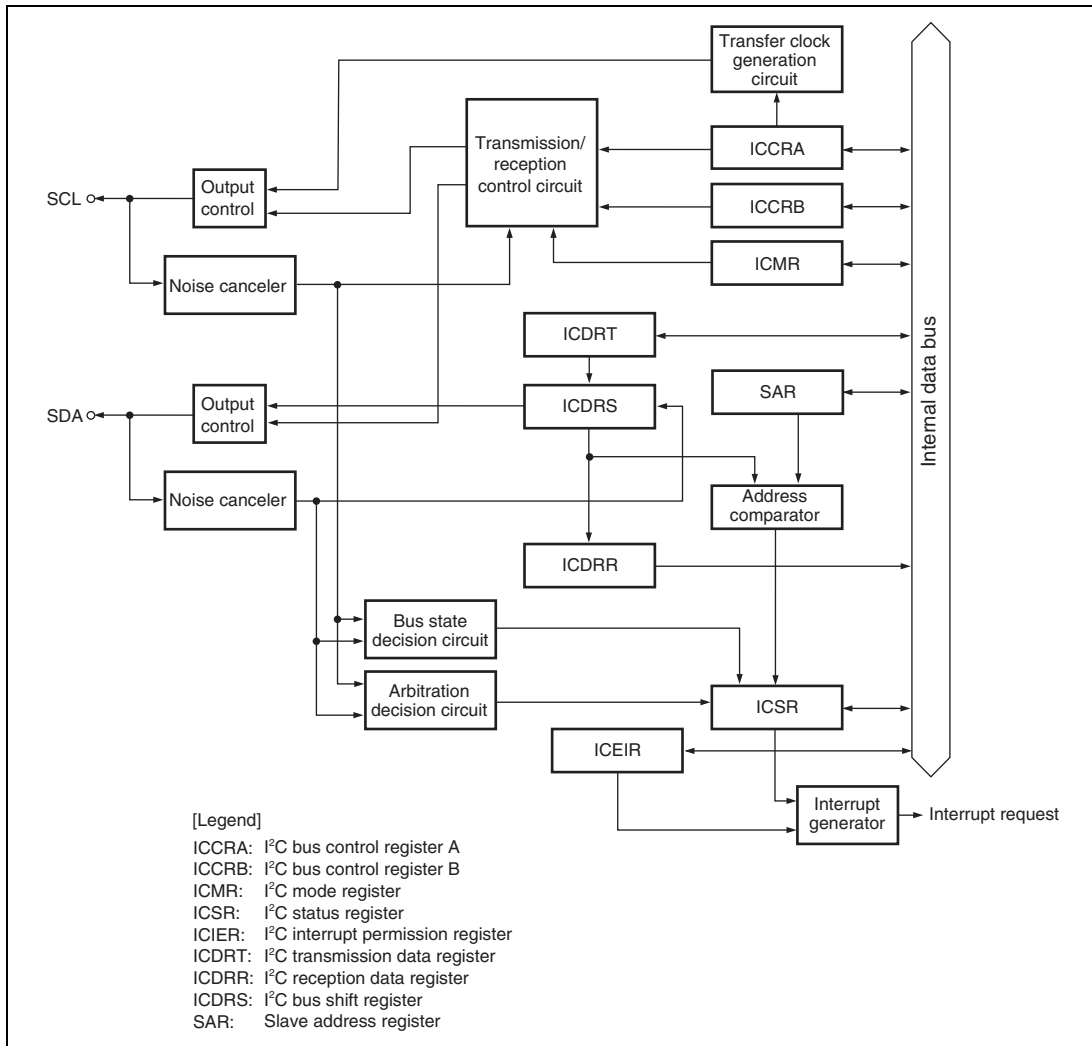 Transfer clock
generation
circuit
Transmission/
reception
control circuit
ICCRA
Output
control
SCL
ICCRB
ICMR
Noise canceler
ICDRT
Internal data bus
SAR
ICDRS
Output
control
SDA
Noise canceler
Address
comparator
ICDRR
Bus state
decision circuit
Arbitration
decision circuit
ICSR
ICEIR
Interrupt
generator
Interrupt request
[Legend]
ICCRA: I²C bus control register A
ICCRB: I²C bus control register B
ICMR: I²C mode register
ICSR: I²C status register
ICIER: I²C interrupt permission register
ICDRT: I²C transmission data register
ICDRR: I²C reception data register
ICDRS: I²C bus shift register
SAR: Slave address register